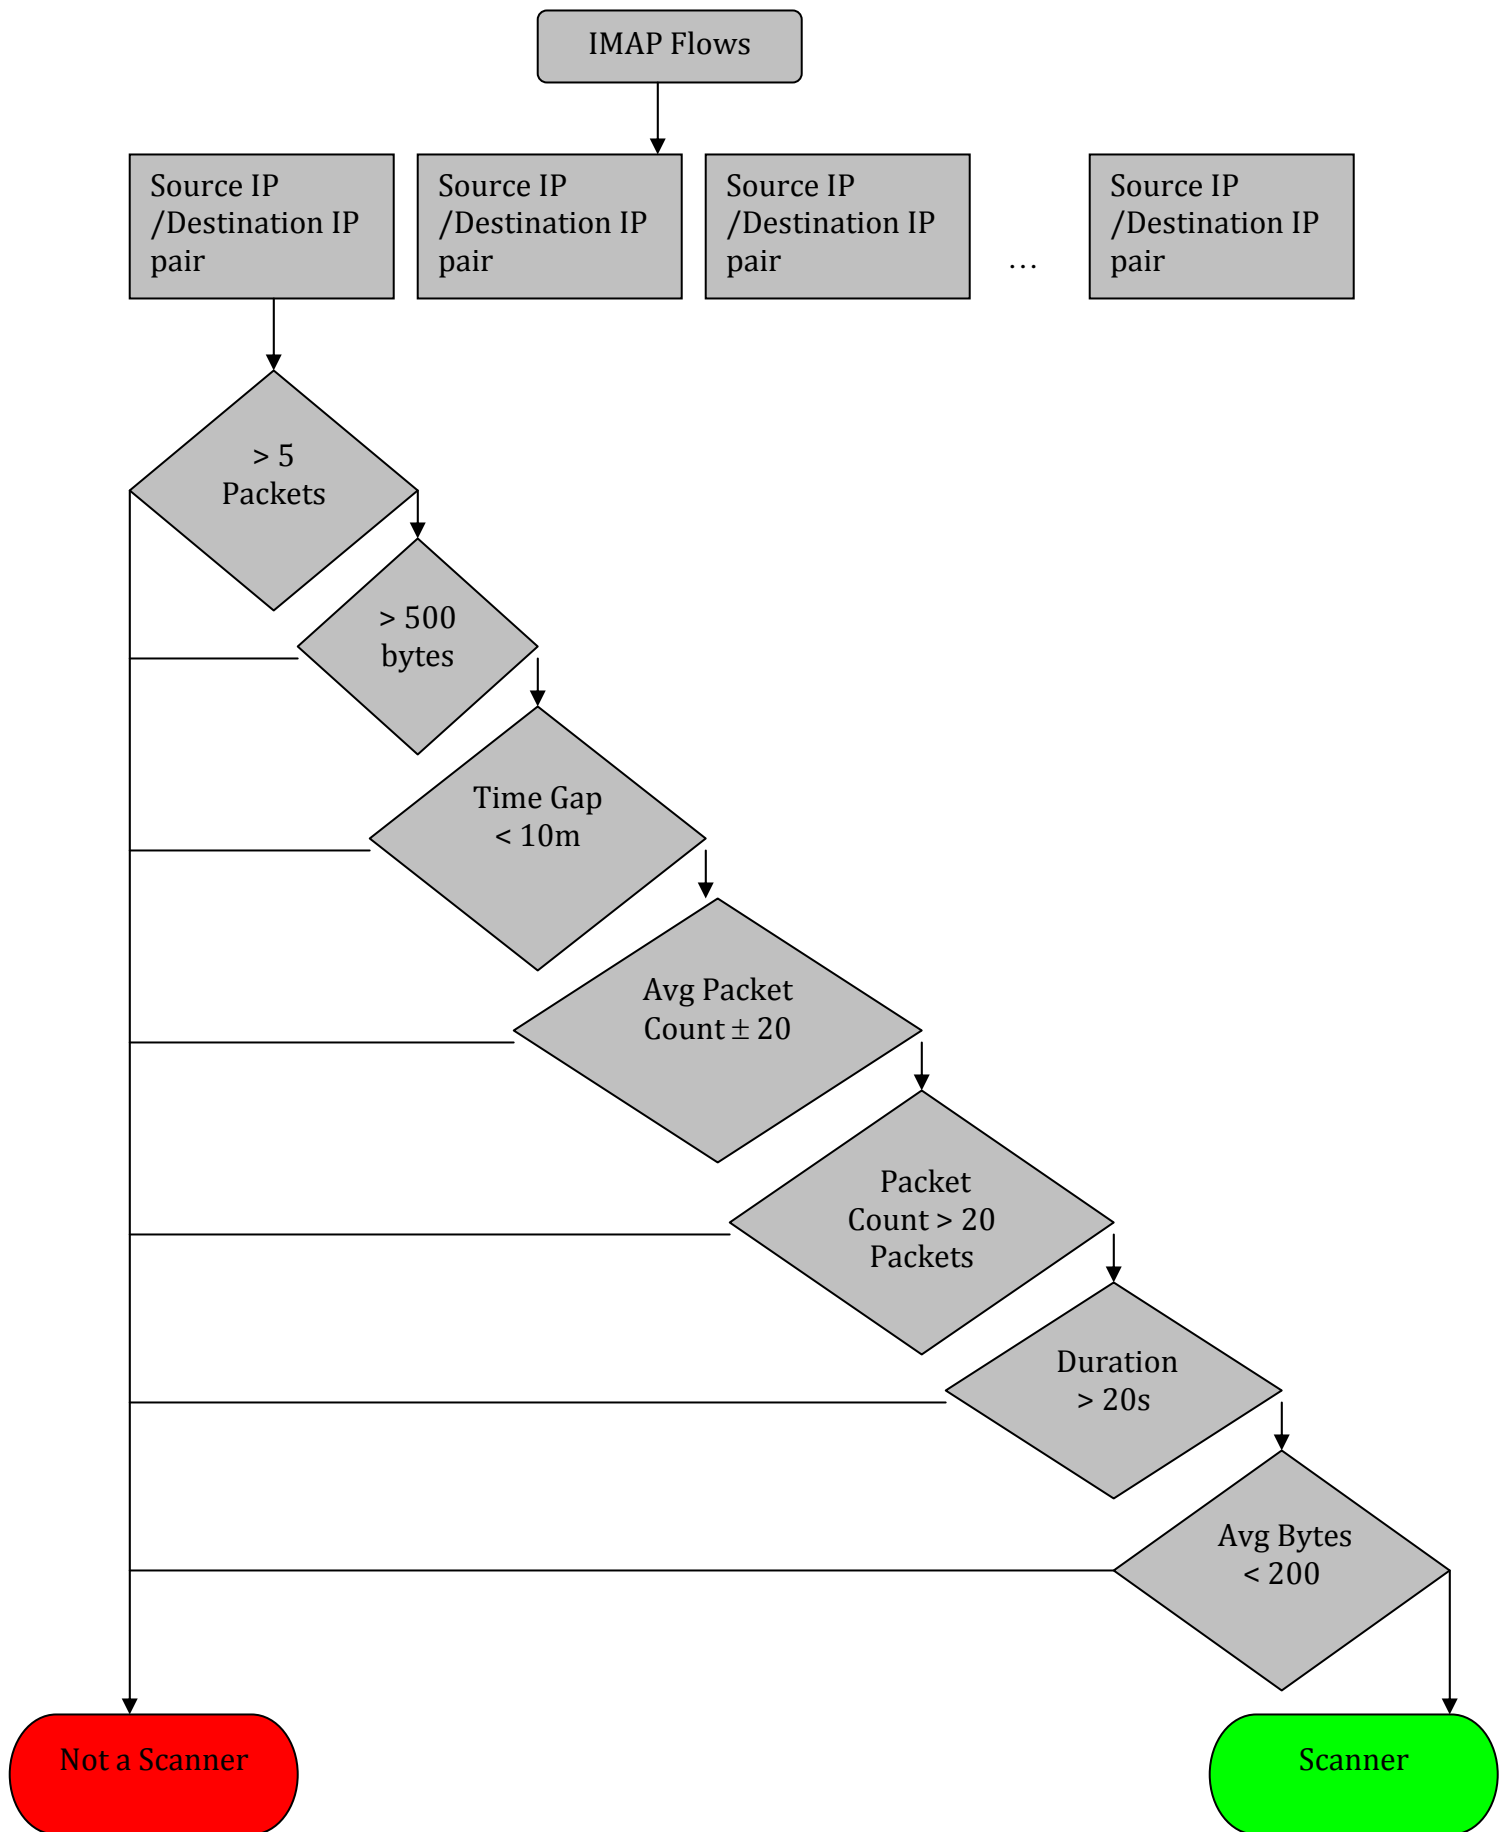 IMAP Flows
Source IP
/Destination IP
pair
Source IP
/Destination IP
pair
Source IP
/Destination IP
pair
…
Source IP
/Destination IP
pair
> 5
Packets
> 500
bytes
Time Gap
< 10m
Avg Packet
Count ± 20
Packet
Count > 20
Packets
Duration
> 20s
Avg Bytes
< 200
Not a Scanner
Scanner